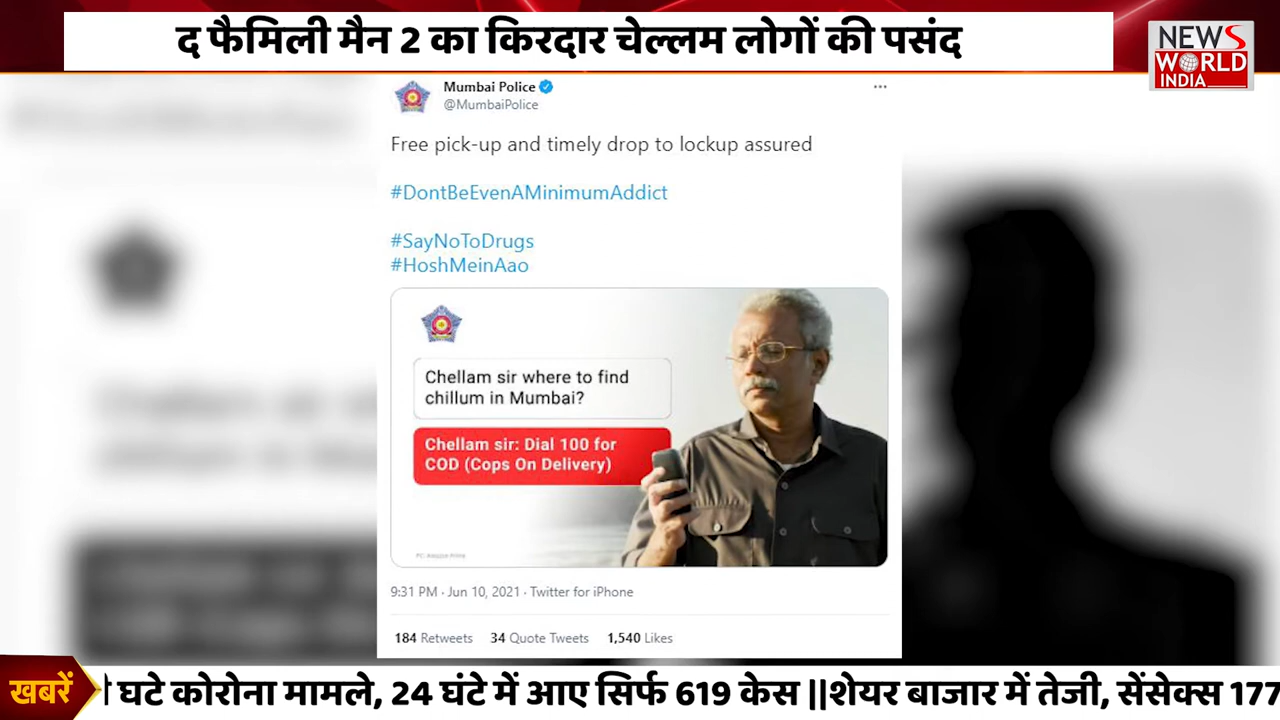 द फैमिली मैन 2 का किरदार चेल्लम लोगों की पसंद
NEWS
WORLD
INDIA
Mumbai Police
@MumbaiPolice
Free pick-up and timely drop to lockup assured
#DontBeEvenAMinimumAddict
#SayNoToDrugs
#HoshMeinAao
Chellam sir where to find
chillum in Mumbai?
Chellam sir: Dial 100 for
COD (Cops On Delivery)
PC: Amazon Prime
9:31 PM · Jun 10, 2021 · Twitter for iPhone
184 Retweets 34 Quote Tweets 1,540 Likes
खबरें
घटे कोरोना मामले, 24 घंटे में आए सिर्फ 619 केस ||शेयर बाजार में तेजी, सेंसेक्स 177